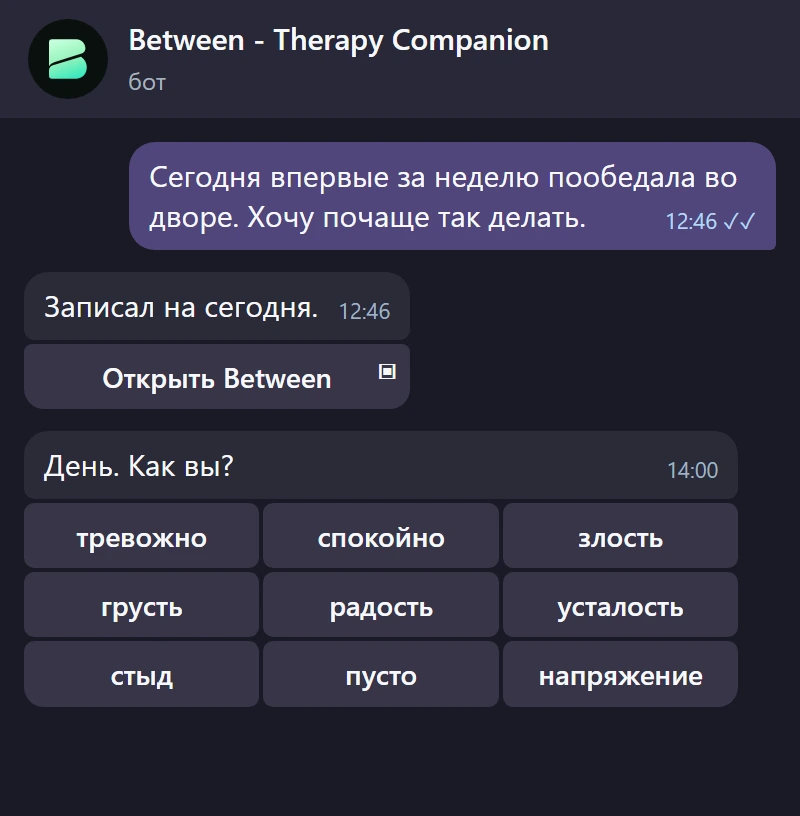 Between - Therapy Companion
бот
Сегодня впервые за неделю пообедала во
дворе. Хочу почаще так делать. 12:46
Записал на сегодня. 12:46
Открыть Between
День. Как вы? 14:00
тревожно спокойно злость
грусть радость усталость
стыд пусто напряжение